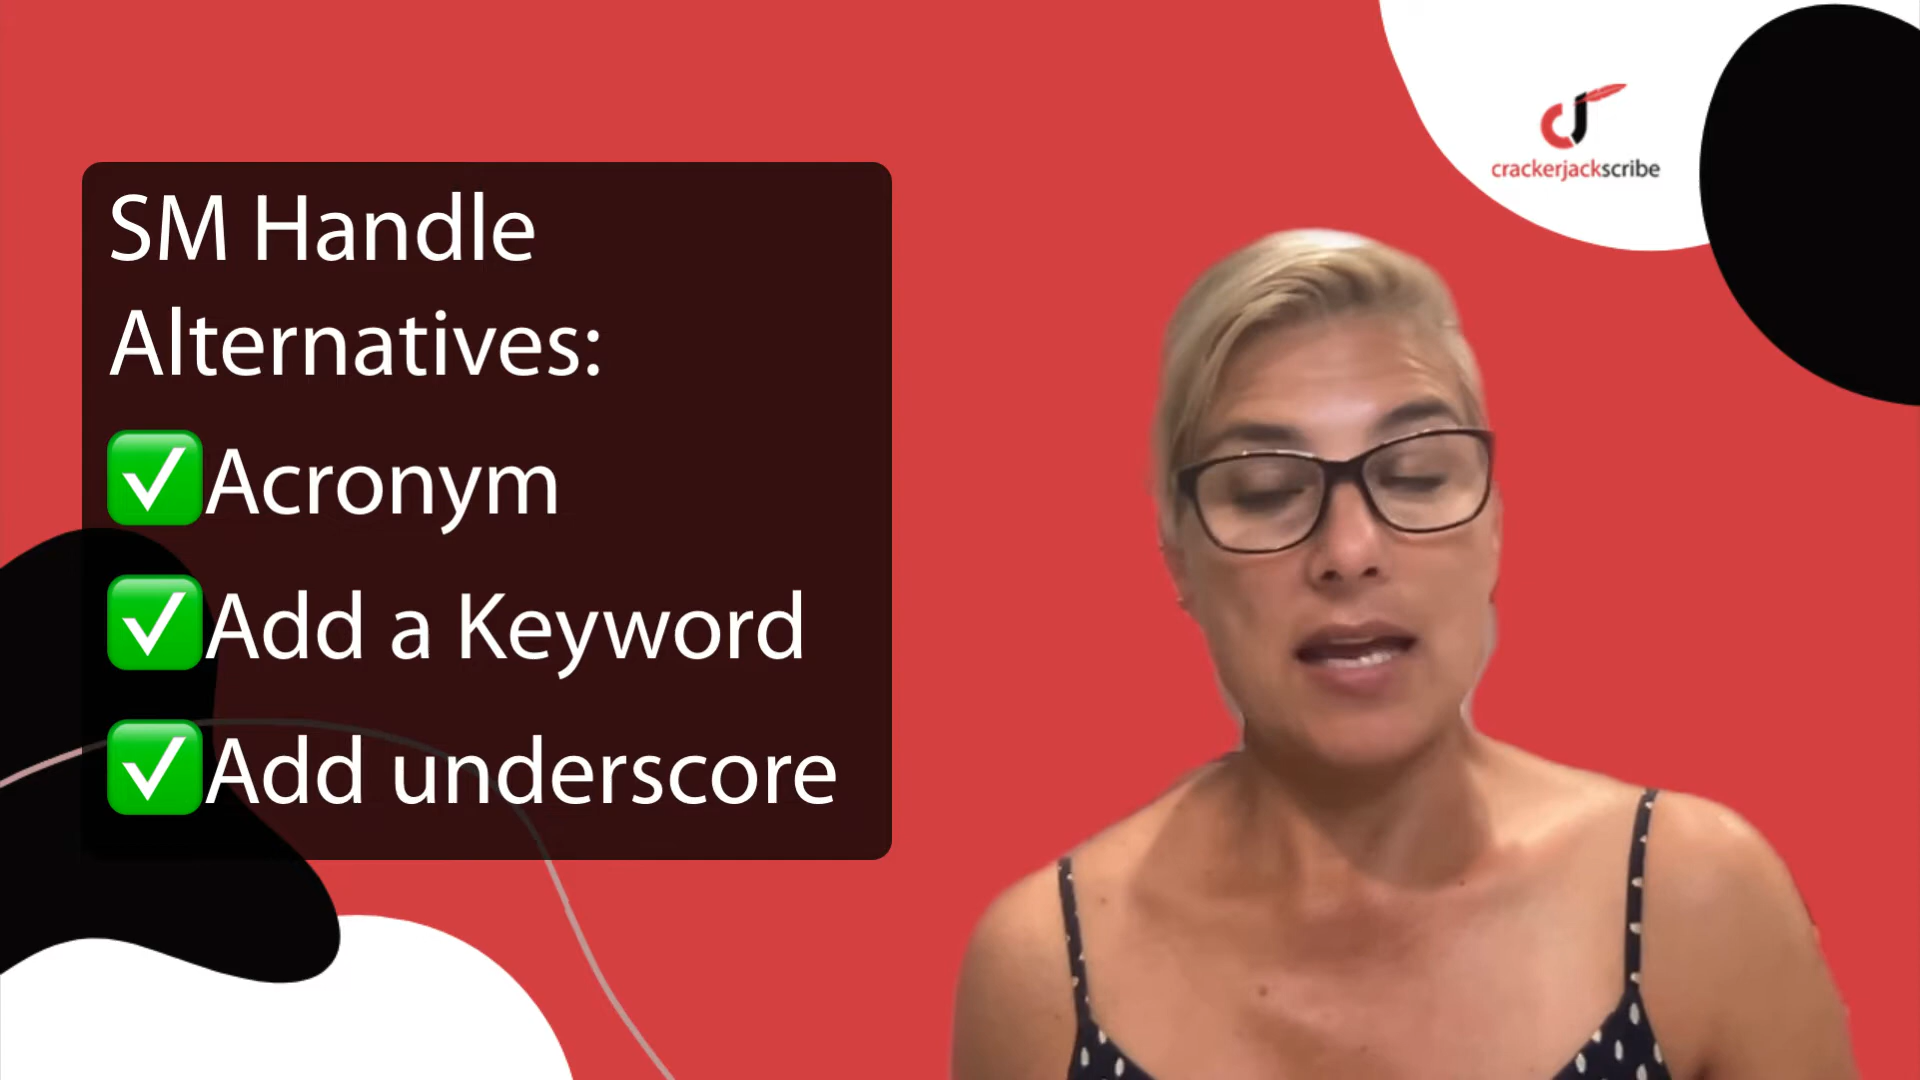 SM Handle
Alternatives:
✅Acronym
✅Add a Keyword
✅Add underscore
crackerjackscribe